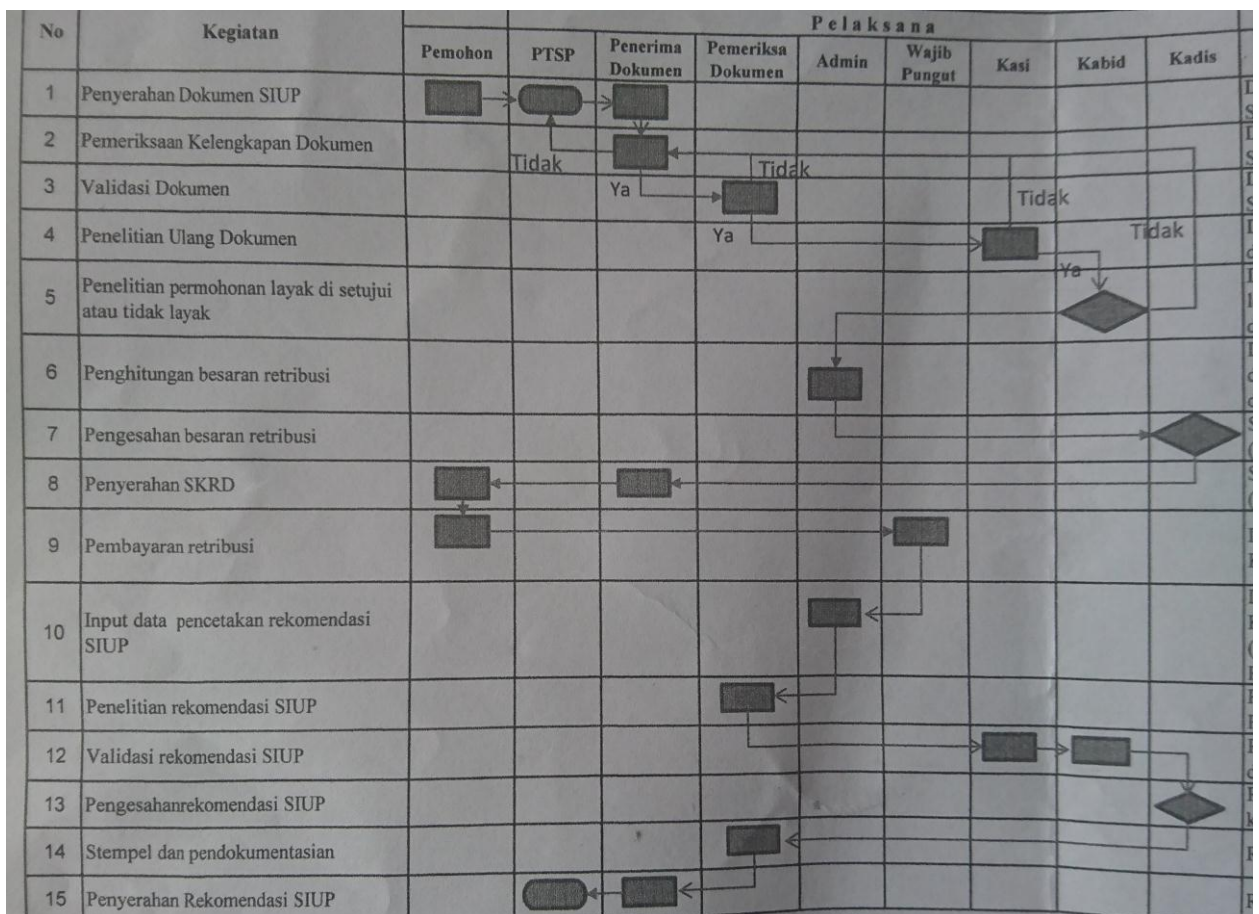 Pelaksana
No
Kegiatan
Pemohon
PTSP
Penerima
Dokumen
Pemeriksa
Dokumen
Admin
Wajib
Pungut
Kasi
Kabid
Kadis
1 Penyerahan Dokumen SIUP
2 Pemeriksaan Kelengkapan Dokumen
Tidak
Tidak
3 Validasi Dokumen
Ya
Tidak
4 Penelitian Ulang Dokumen
Ya
Tidak
Ya
5 Penelitian permohonan layak di setujui
atau tidak layak
6 Penghitungan besaran retribusi
7 Pengesahan besaran retribusi
8 Penyerahan SKRD
9 Pembayaran retribusi
10 Input data pencetakan rekomendasi
SIUP
11 Penelitian rekomendasi SIUP
12 Validasi rekomendasi SIUP
13 Pengesahanrekomendasi SIUP
14 Stempel dan pendokumentasian
15 Penyerahan Rekomendasi SIUP